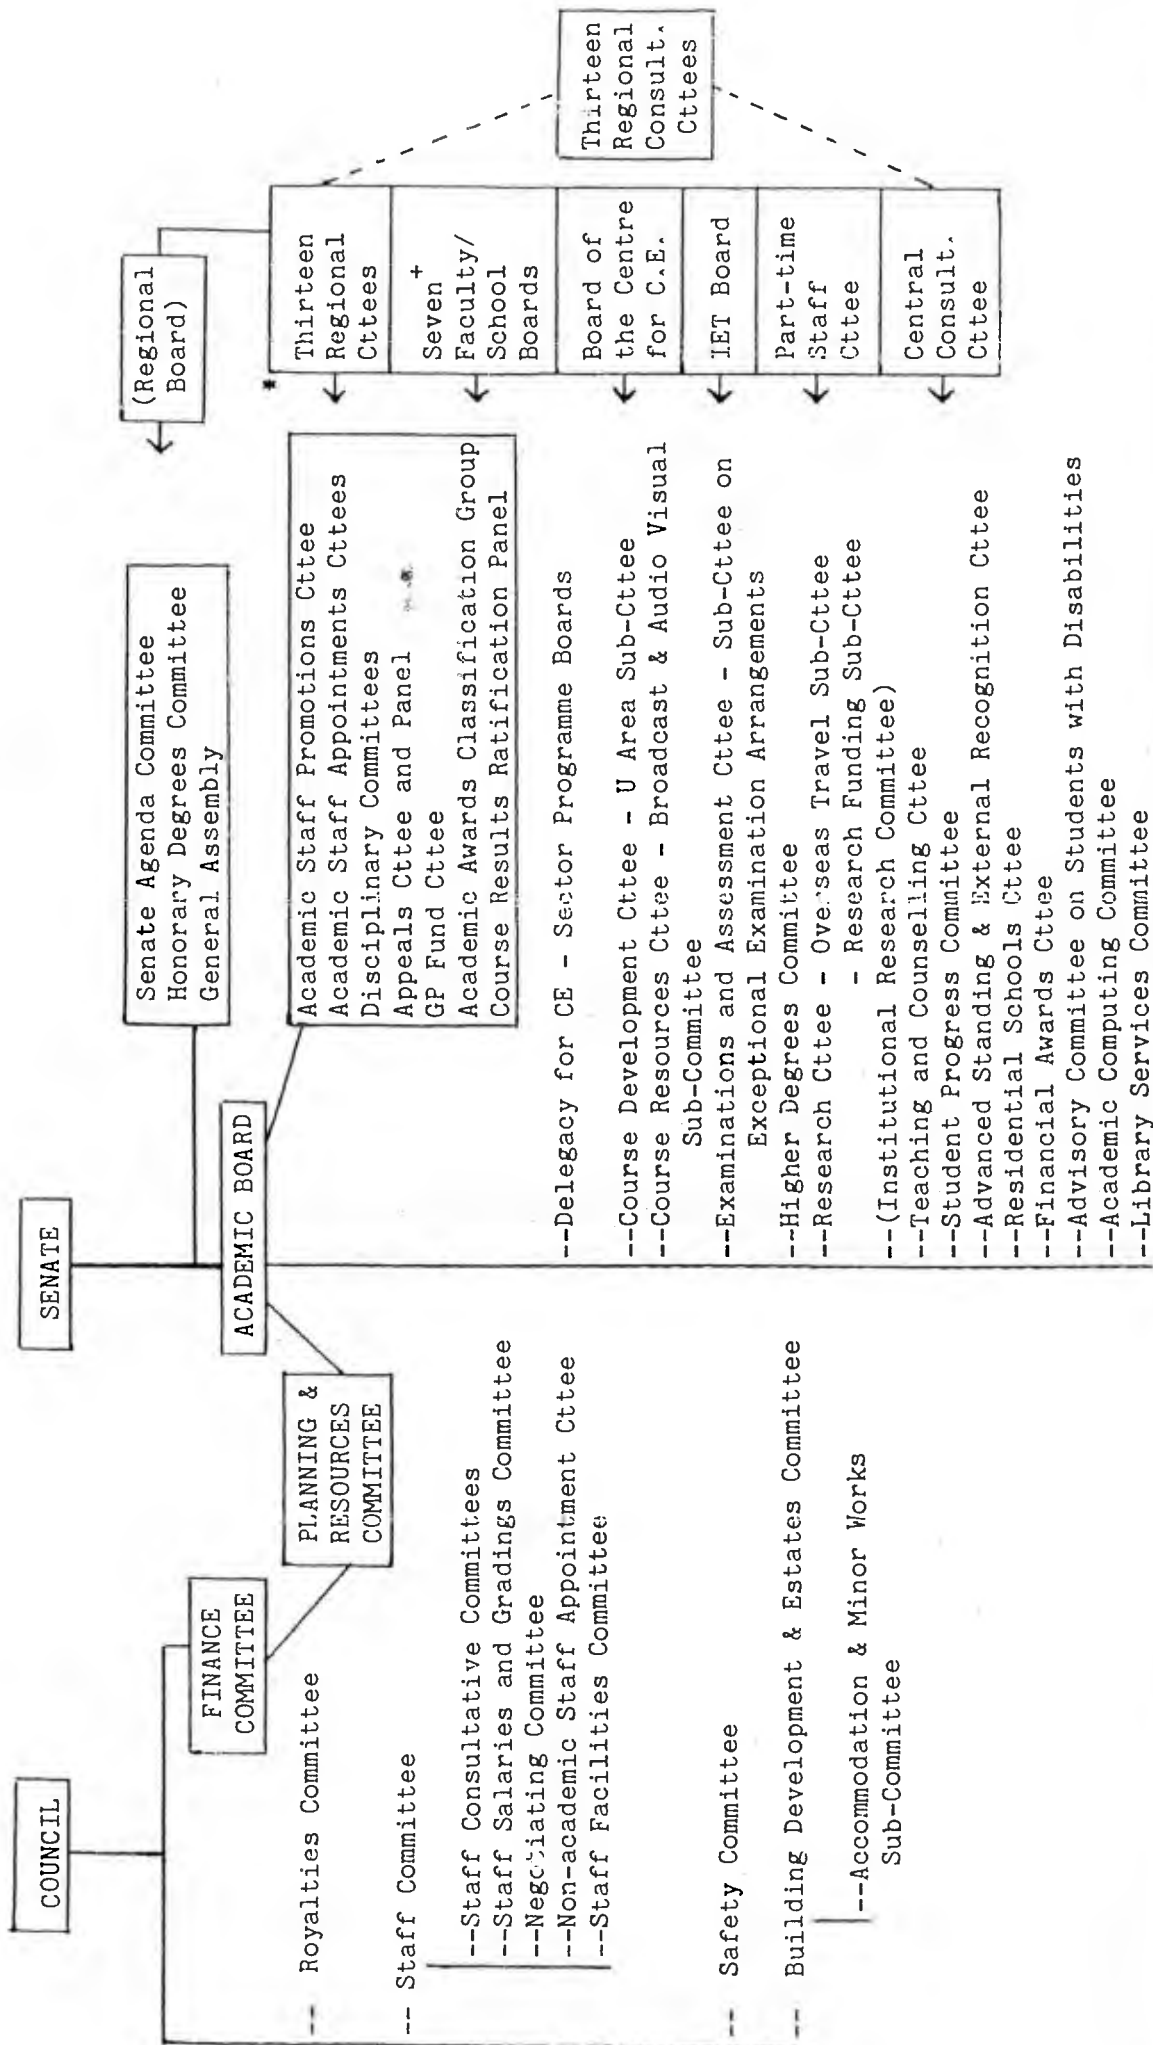 COUNCIL
SENATE
FINANCE
COMMITTEE
PLANNING &
RESOURCES
COMMITTEE
ACADEMIC BOARD
-- Royalties Committee
-- Staff Committee
--Staff Consultative Committees
--Staff Salaries and Gradings Committee
--Negotiating Committee
--Non-academic Staff Appointment Cttee
--Staff Facilities Committee
-- Safety Committee
-- Building Development & Estates Committee
--Accommodation & Minor Works
Sub-Committee
Senate Agenda Committee
Honorary Degrees Committee
General Assembly
Academic Staff Promotions Cttee
Academic Staff Appointments Cttees
Disciplinary Committees
Appeals Cttee and Panel
GP Fund Cttee
Academic Awards Classification Group
Course Results Ratification Panel
--Delegacy for CE - Sector Programme Boards
--Course Development Cttee - U Area Sub-Cttee
--Course Resources Cttee - Broadcast & Audio Visual
Sub-Committee
--Examinations and Assessment Cttee - Sub-Cttee on
Exceptional Examination Arrangements
--Higher Degrees Committee
--Research Cttee - Overseas Travel Sub-Cttee
- Research Funding Sub-Cttee
--(Institutional Research Committee)
--Teaching and Counselling Cttee
--Student Progress Committee
--Advanced Standing & External Recognition Cttee
--Residential Schools Cttee
--Financial Awards Cttee
--Advisory Committee on Students with Disabilities
--Academic Computing Committee
--Library Services Committee
(Regional
Board)
*
Thirteen
Regional
Cttees
Seven +
Faculty/
School
Boards
Board of
the Centre
for C.E.
IET Board
Part-time
Staff
Cttee
Central
Consult.
Cttee
Thirteen
Regional
Consult.
Cttees